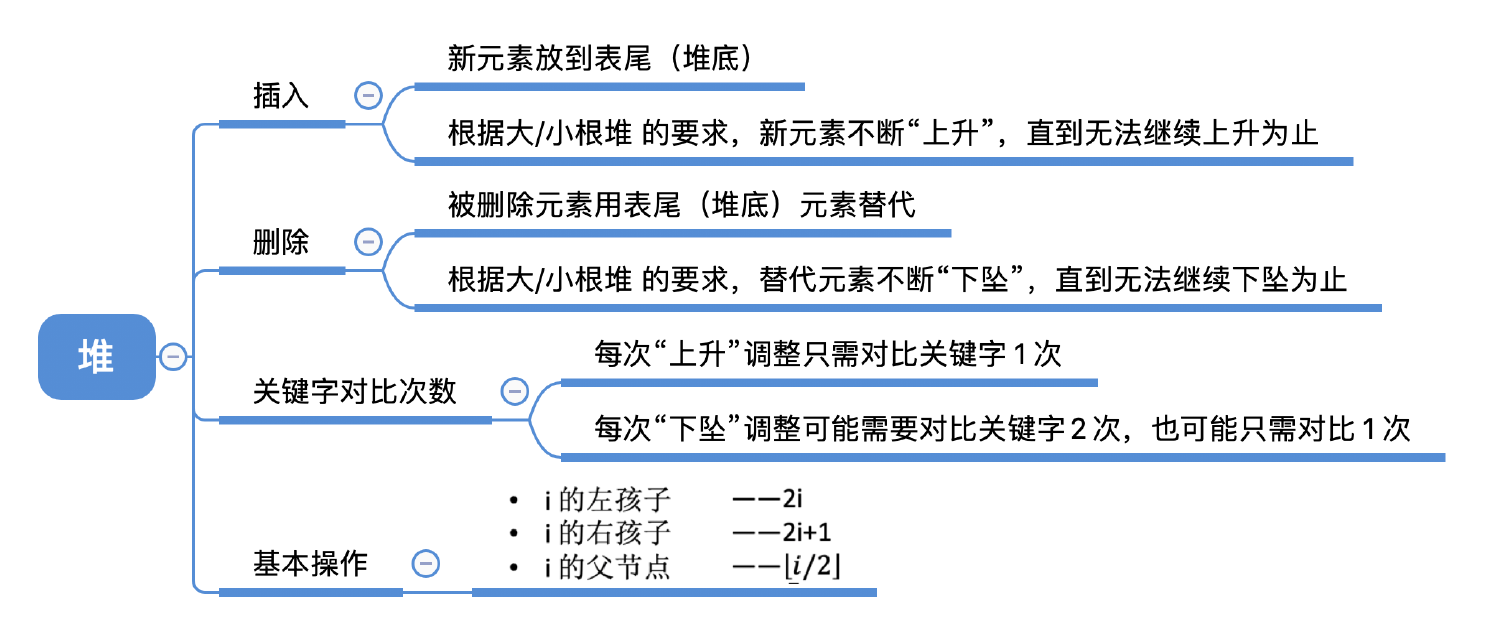 堆
插入
新元素放到表尾（堆底）
根据大/小根堆 的要求，新元素不断“上升”，直到无法继续上升为止
删除
被删除元素用表尾（堆底）元素替代
根据大/小根堆 的要求，替代元素不断“下坠”，直到无法继续下坠为止
关键字对比次数
每次“上升”调整只需对比关键字1次
每次“下坠”调整可能需要对比关键字2次，也可能只需对比1次
基本操作
• i 的左孩子 ——2i
• i 的右孩子 ——2i+1
• i 的父节点 ——⌊i/2⌋